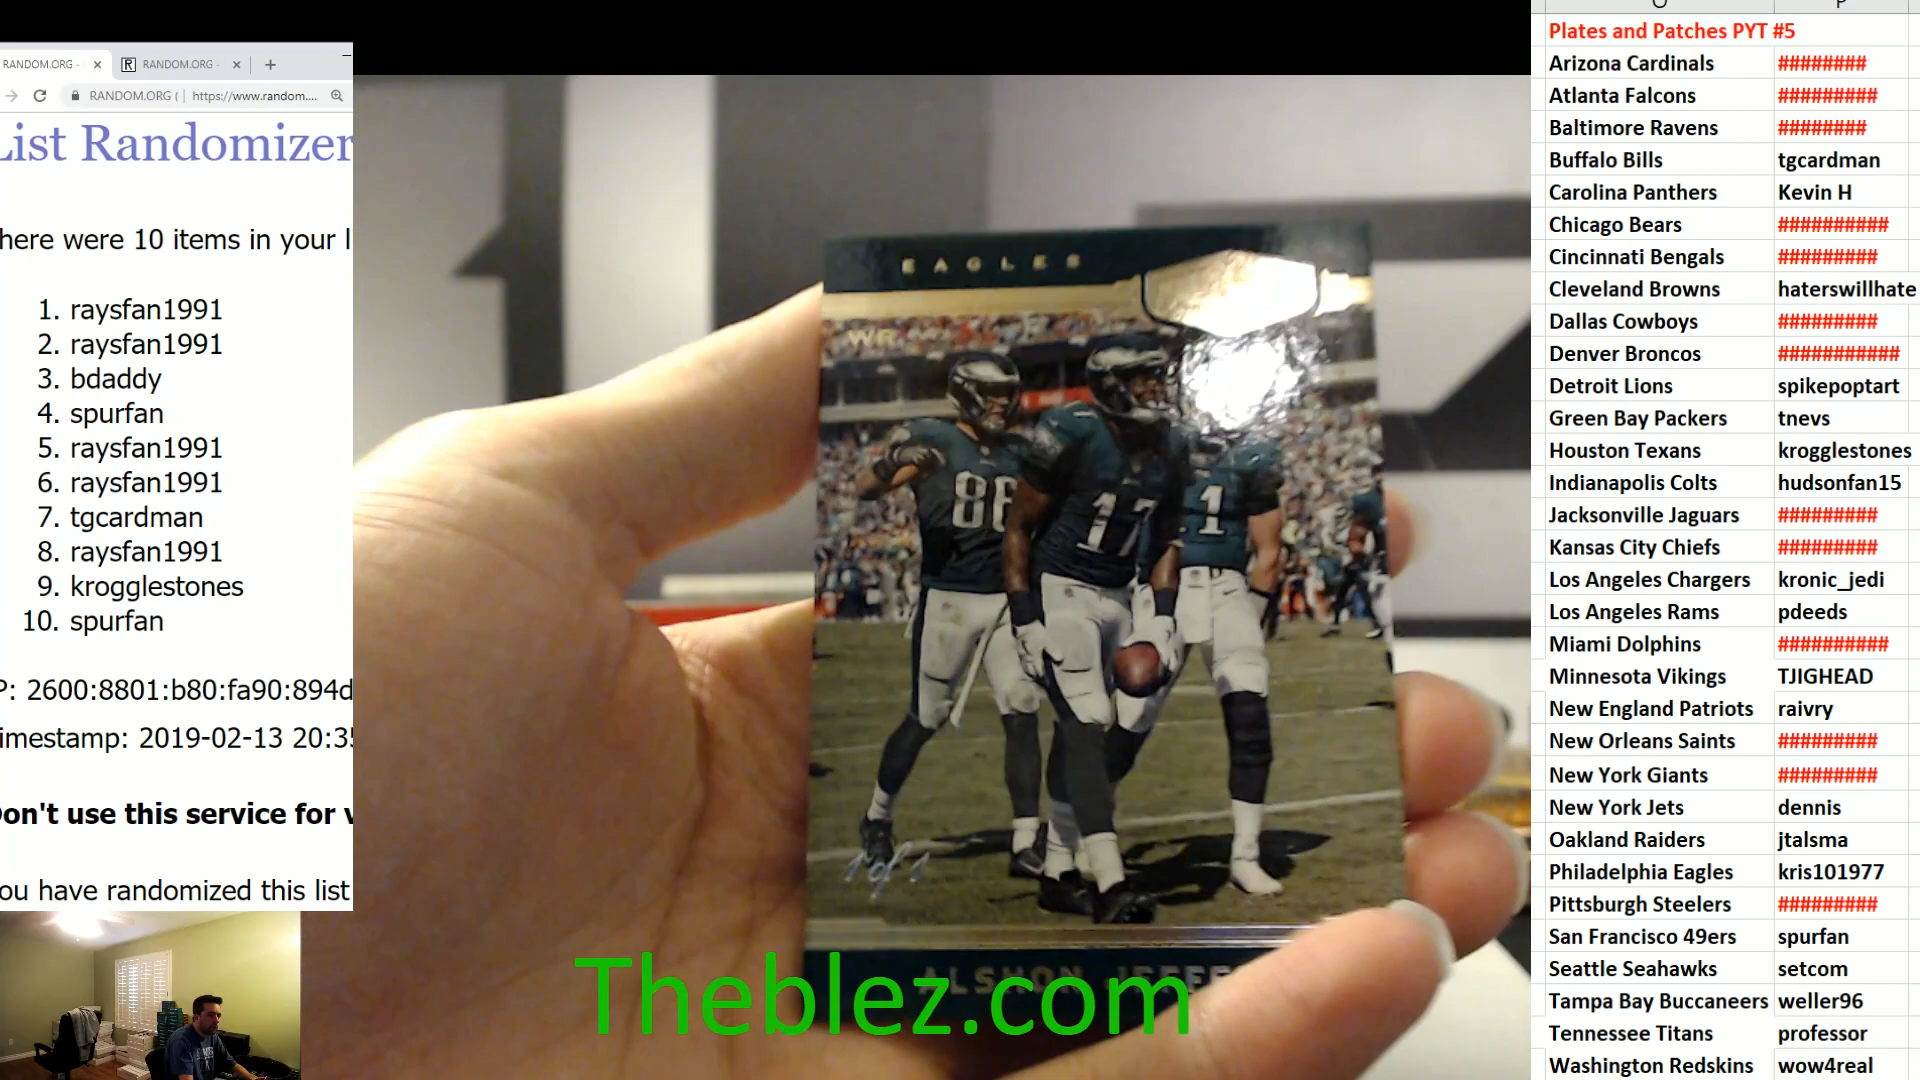 RANDOM.ORG -
RANDOM.ORG -
RANDOM.ORG (
https://www.random....
List Randomizer
here were 10 items in your l
1. raysfan1991
2. raysfan1991
3. bdaddy
4. spurfan
5. raysfan1991
6. raysfan1991
7. tgcardman
8. raysfan1991
9. krogglestones
10. spurfan
P: 2600:8801:b80:fa90:894d
imestamp: 2019-02-13 20:35
on't use this service for v
ou have randomized this list
EAGLES
WR
86
17
11
1 of 1
ALSHON JEFFE
Theblez.com
O P
Plates and Patches PYT #5
Arizona Cardinals ########
Atlanta Falcons #########
Baltimore Ravens ########
Buffalo Bills tgcardman
Carolina Panthers Kevin H
Chicago Bears ##########
Cincinnati Bengals #########
Cleveland Browns haterswillhate
Dallas Cowboys #########
Denver Broncos ###########
Detroit Lions spikepoptart
Green Bay Packers tnevs
Houston Texans krogglestones
Indianapolis Colts hudsonfan15
Jacksonville Jaguars #########
Kansas City Chiefs #########
Los Angeles Chargers kronic_jedi
Los Angeles Rams pdeeds
Miami Dolphins ##########
Minnesota Vikings TJIGHEAD
New England Patriots raivry
New Orleans Saints #########
New York Giants #########
New York Jets dennis
Oakland Raiders jtalsma
Philadelphia Eagles kris101977
Pittsburgh Steelers #########
San Francisco 49ers spurfan
Seattle Seahawks setcom
Tampa Bay Buccaneers weller96
Tennessee Titans professor
Washington Redskins wow4real